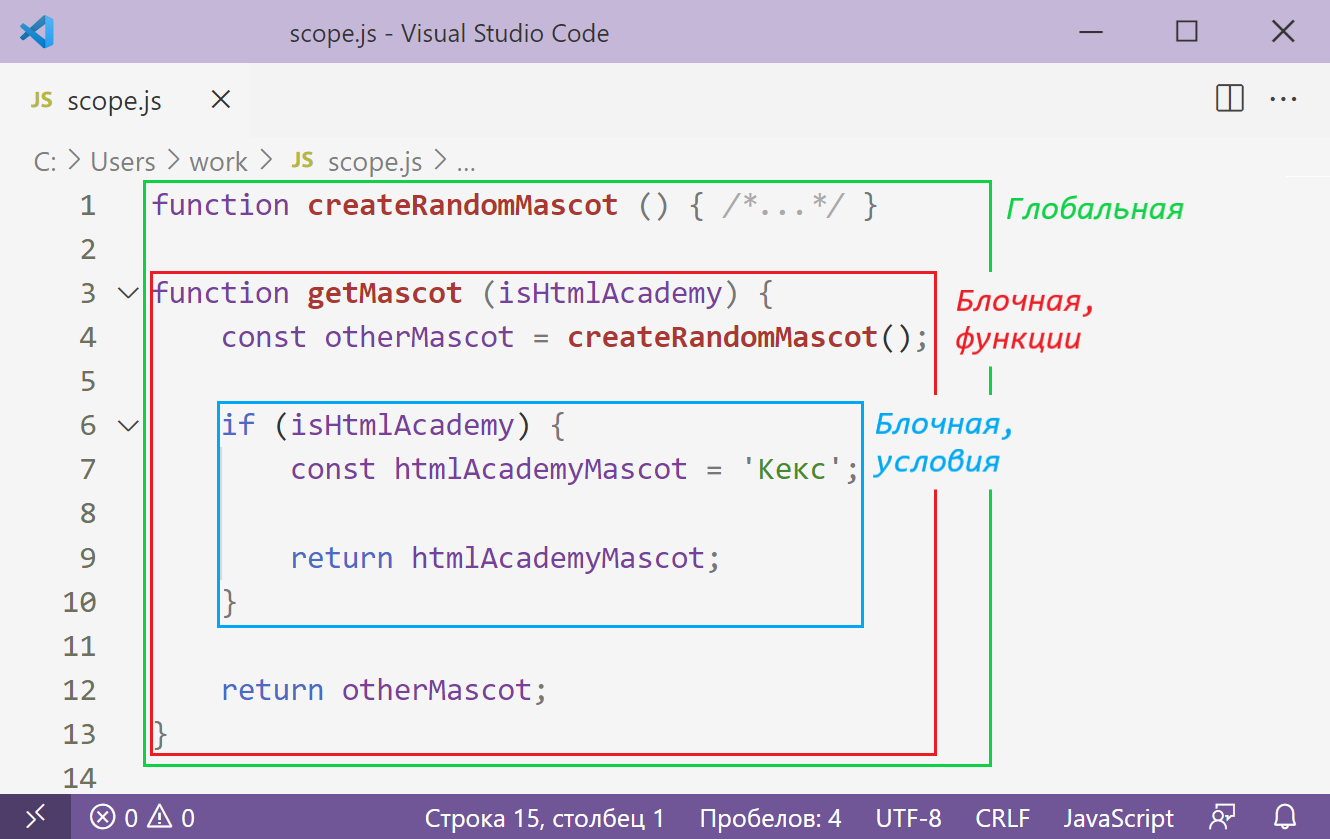 scope.js - Visual Studio Code
JS scope.js
C: > Users > work > JS scope.js > ...
1 function createRandomMascot () { /*...*/ }
Глобальная
2
3 function getMascot (isHtmlAcademy) {
Блочная,
функции
4 const otherMascot = createRandomMascot();
5
6 if (isHtmlAcademy) {
Блочная,
условия
7 const htmlAcademyMascot = 'Кекс';
8
9 return htmlAcademyMascot;
10 }
11
12 return otherMascot;
13 }
14
0 0 Строка 15, столбец 1 Пробелов: 4 UTF-8 CRLF JavaScript